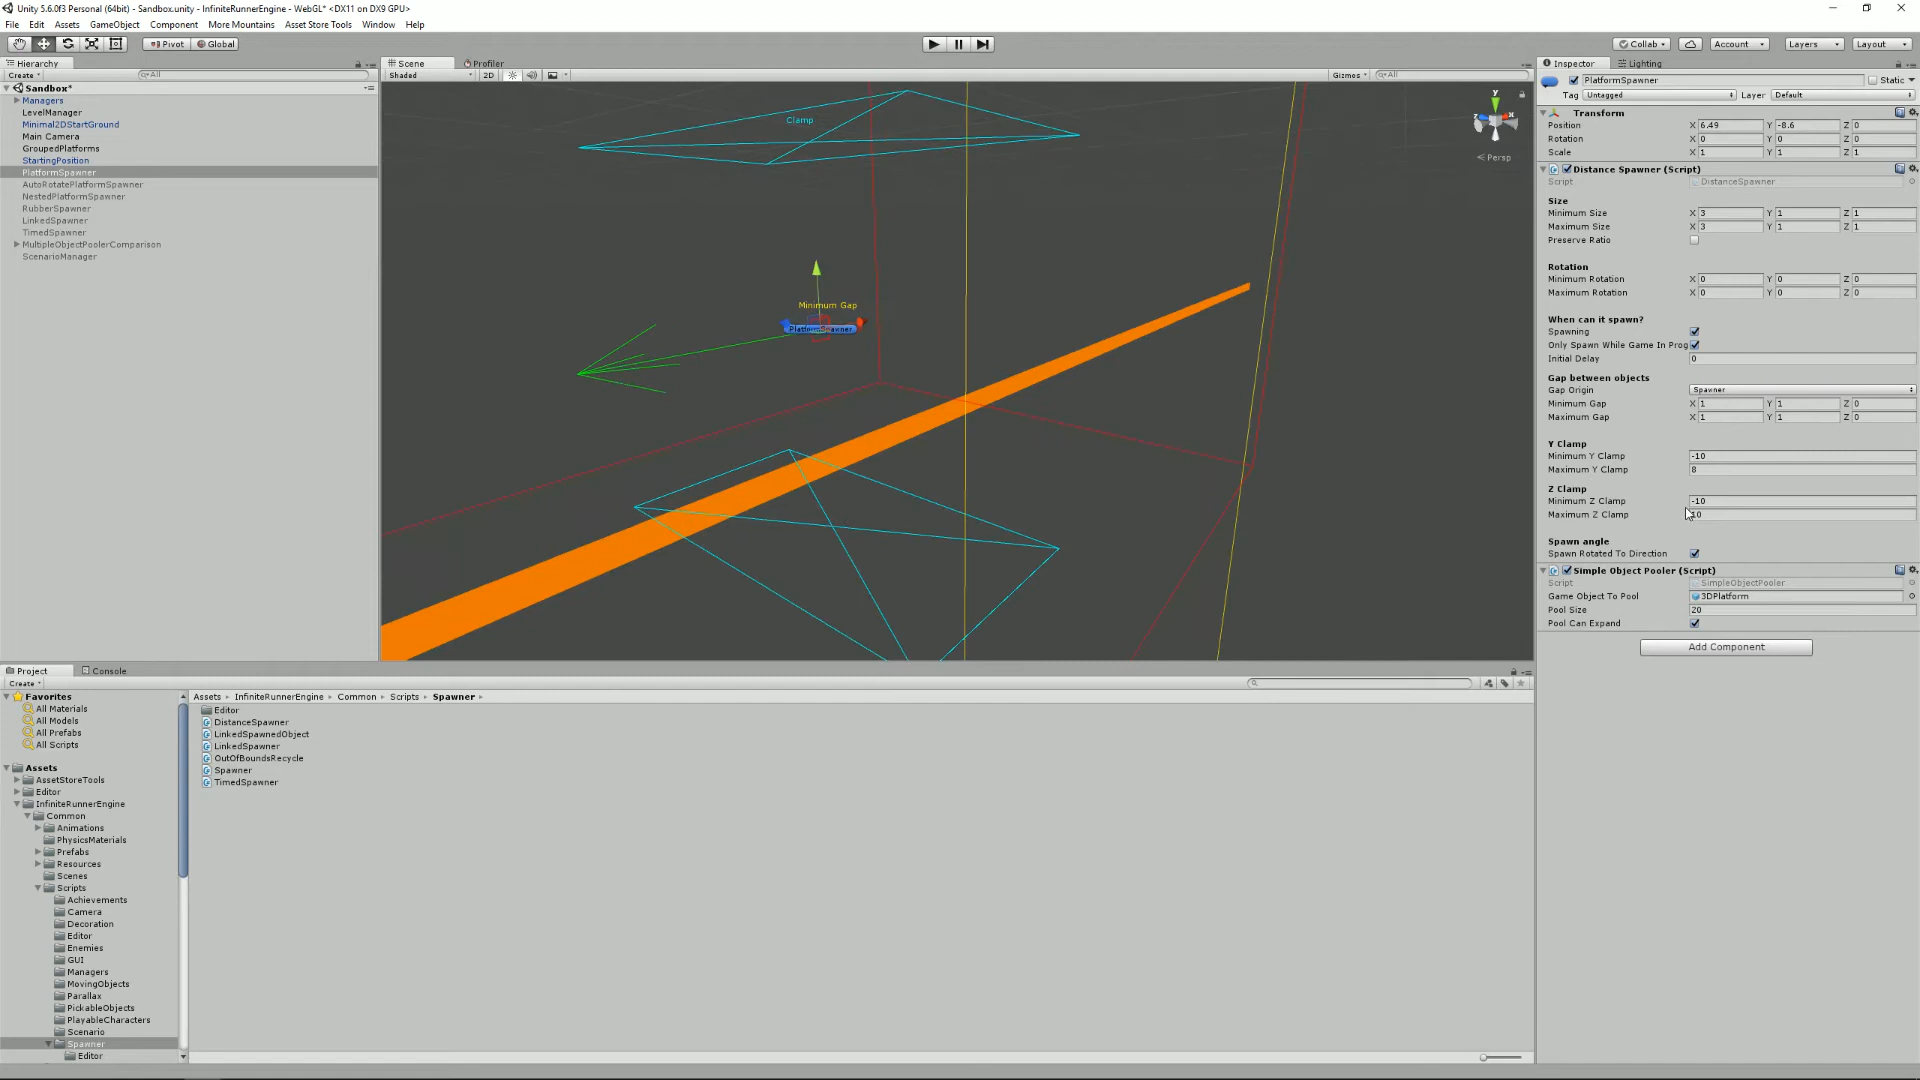 Unity 5.6.0f3 Personal (64bit) - Sandbox.unity - InfiniteRunnerEngine - WebGL* <DX11 on DX9 GPU>
File Edit Assets GameObject Component More Mountains Asset Store Tools Window Help
Pivot Global Collab Account Layers Layout
Hierarchy
Create All
Sandbox*
Managers
LevelManager
Minimal2DStartGround
Main Camera
GroupedPlatforms
StartingPosition
PlatformSpawner
AutoRotatePlatformSpawner
NestedPlatformSpawner
RubberSpawner
LinkedSpawner
TimedSpawner
MultipleObjectPoolerComparison
ScenarioManager
Scene Profiler
Shaded 2D Gizmos All
Clamp
Minimum Gap
PlatformSpawner
y
x
z
Persp
Inspector Lighting
PlatformSpawner Static
Tag Untagged Layer Default
Transform
Position X 6.49 Y -8.6 Z 0
Rotation X 0 Y 0 Z 0
Scale X 1 Y 1 Z 1
Distance Spawner (Script)
Script DistanceSpawner
Size
Minimum Size X 3 Y 1 Z 1
Maximum Size X 3 Y 1 Z 1
Preserve Ratio
Rotation
Minimum Rotation X 0 Y 0 Z 0
Maximum Rotation X 0 Y 0 Z 0
When can it spawn?
Spawning
Only Spawn While Game In Prog
Initial Delay 0
Gap between objects
Gap Origin Spawner
Minimum Gap X 1 Y 1 Z 0
Maximum Gap X 1 Y 1 Z 0
Y Clamp
Minimum Y Clamp -10
Maximum Y Clamp 8
Z Clamp
Minimum Z Clamp -10
Maximum Z Clamp 10
Spawn angle
Spawn Rotated To Direction
Simple Object Pooler (Script)
Script SimpleObjectPooler
Game Object To Pool 3DPlatform
Pool Size 20
Pool Can Expand
Add Component
Project Console
Create
Favorites
All Materials
All Models
All Prefabs
All Scripts
Assets
AssetStoreTools
Editor
InfiniteRunnerEngine
Common
Animations
PhysicsMaterials
Prefabs
Resources
Scenes
Scripts
Achievements
Camera
Decoration
Editor
Enemies
GUI
Managers
MovingObjects
Parallax
PickableObjects
PlayableCharacters
Scenario
Spawner
Editor
Assets InfiniteRunnerEngine Common Scripts Spawner
Editor
DistanceSpawner
LinkedSpawnedObject
LinkedSpawner
OutOfBoundsRecycle
Spawner
TimedSpawner